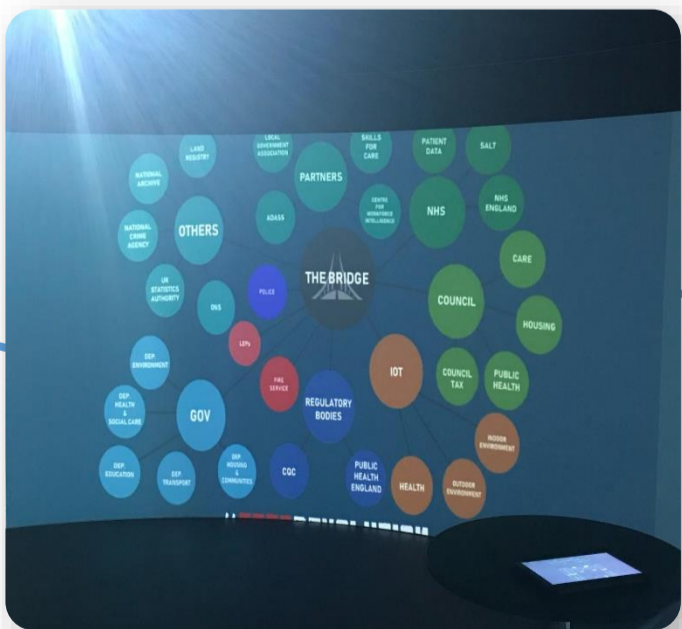 LOCAL
GOVERNMENT
ASSOCIATION
SKILLS
FOR
CARE
PATIENT
DATA
SALT
LAND
REGISTRY
PARTNERS
NATIONAL
ARCHIVE
CENTRE
FOR
WORKFORCE
INTELLIGENCE
NHS
NHS
ENGLAND
ADASS
OTHERS
NATIONAL
CRIME
AGENCY
CARE
THE BRIDGE
UK
STATISTICS
AUTHORITY
POLICE
ONS
COUNCIL
HOUSING
LEPs
DEP.
ENVIRONMENT
IOT
COUNCIL
TAX
PUBLIC
HEALTH
FIRE
SERVICE
DEP.
HEALTH
&
SOCIAL CARE
GOV
REGULATORY
BODIES
INDOOR
ENVIRONMENT
DEP.
EDUCATION
DEP.
TRANSPORT
DEP.
HOUSING
&
COMMUNITIES
CQC
PUBLIC
HEALTH
ENGLAND
HEALTH
OUTDOOR
ENVIRONMENT